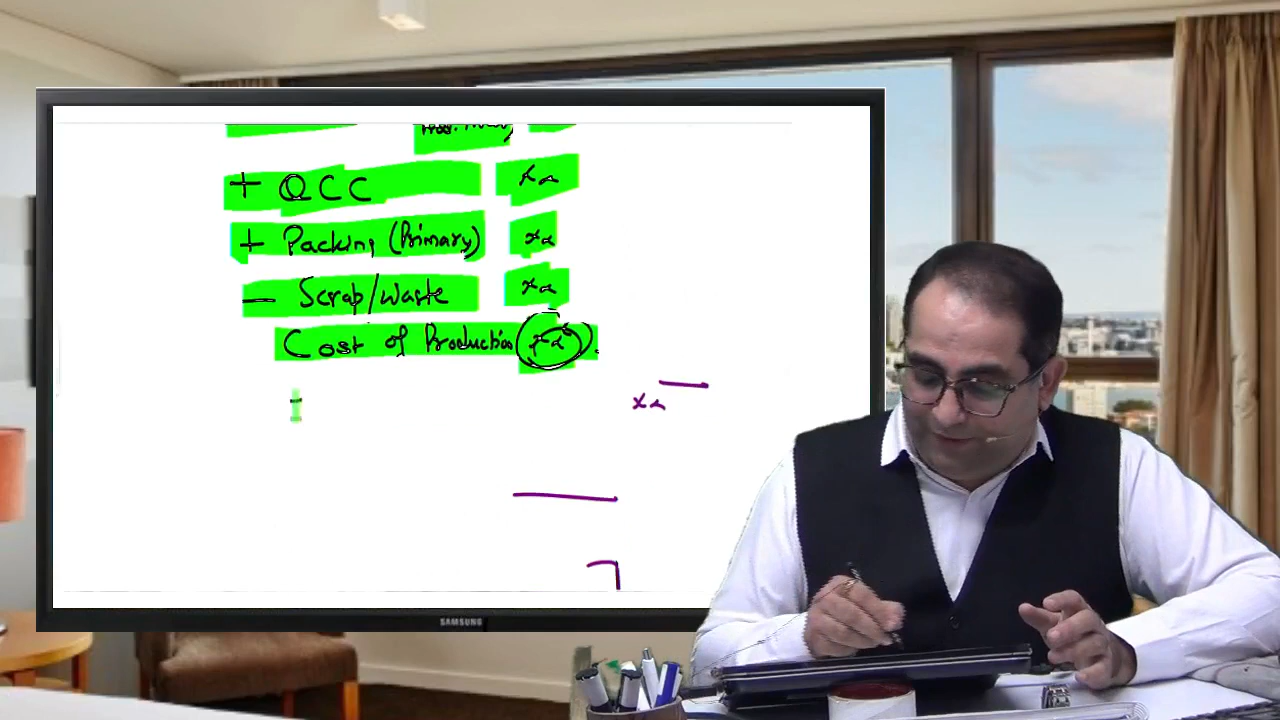 + QCC xx
+ Packing (Primary) xx
- Scrap/Waste xx
Cost of Production xx
xx
SAMSUNG